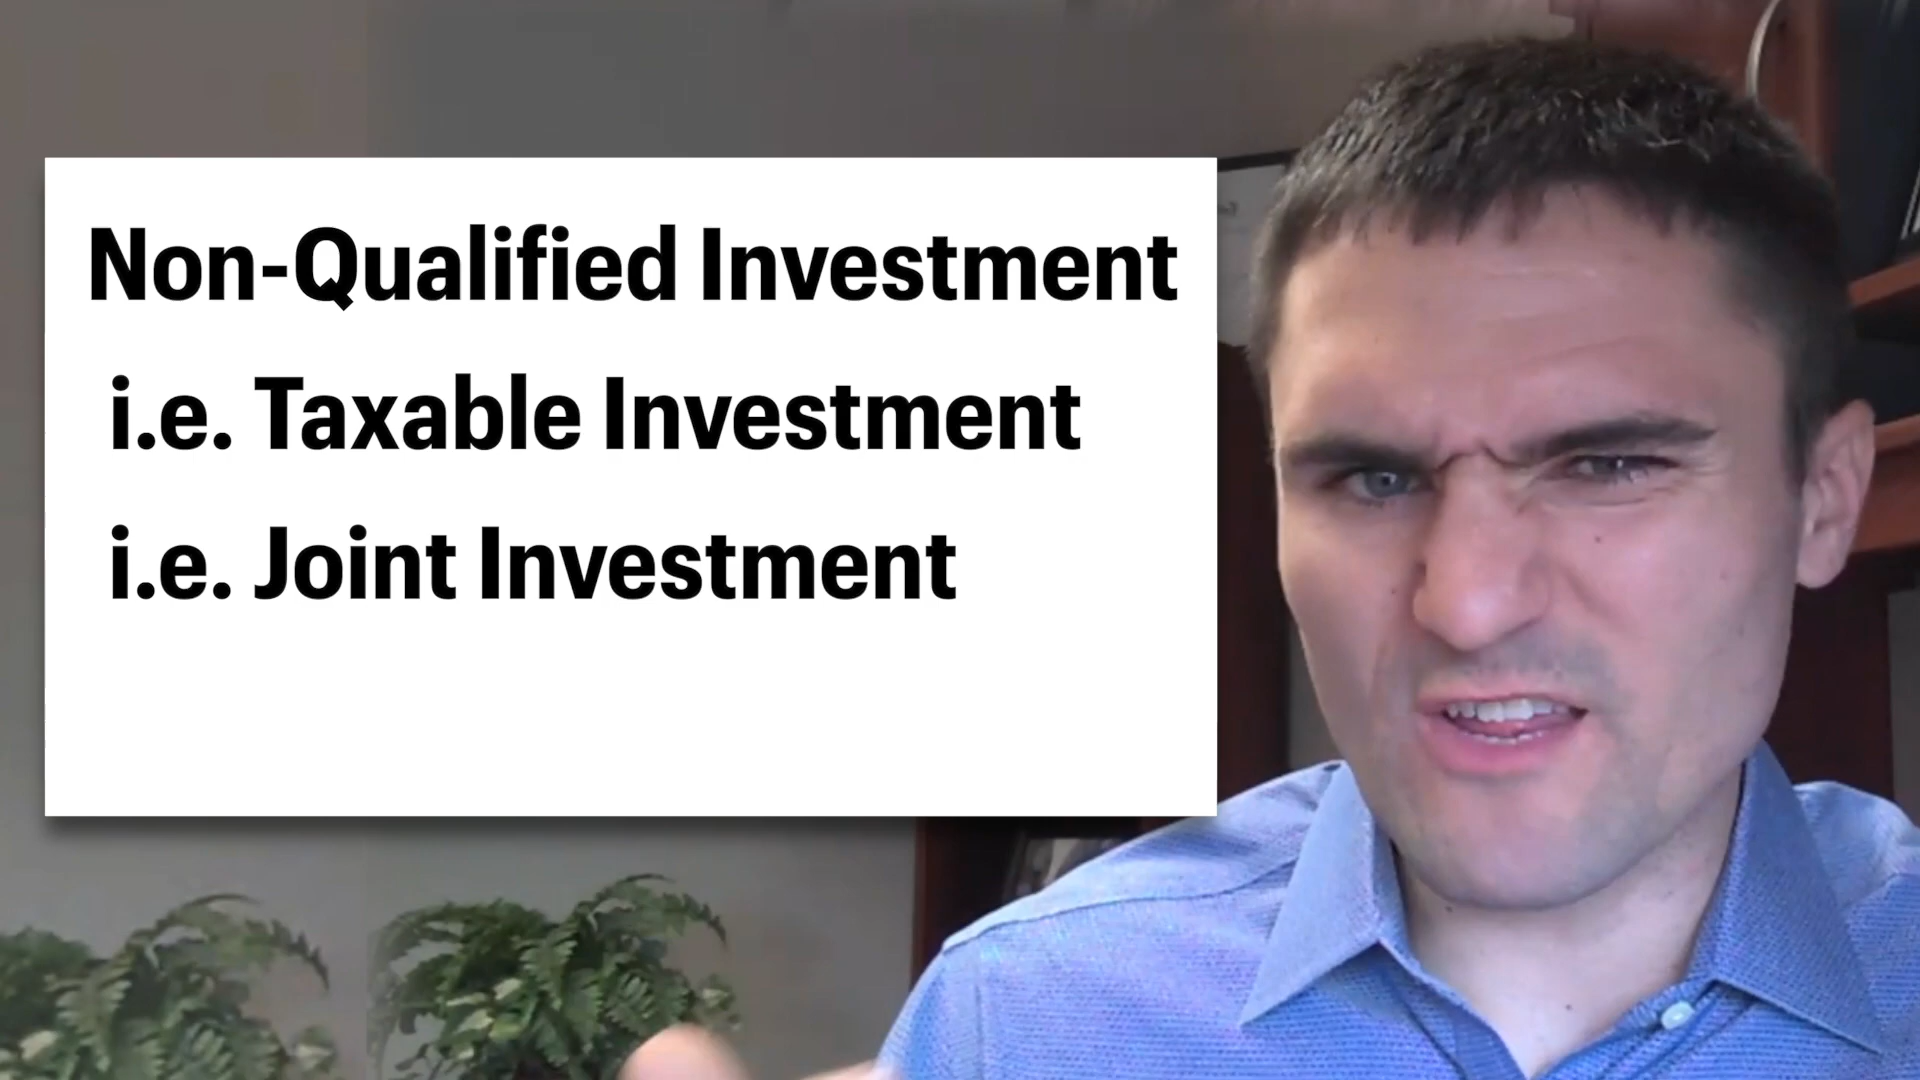 Non-Qualified Investment
i.e. Taxable Investment
i.e. Joint Investment